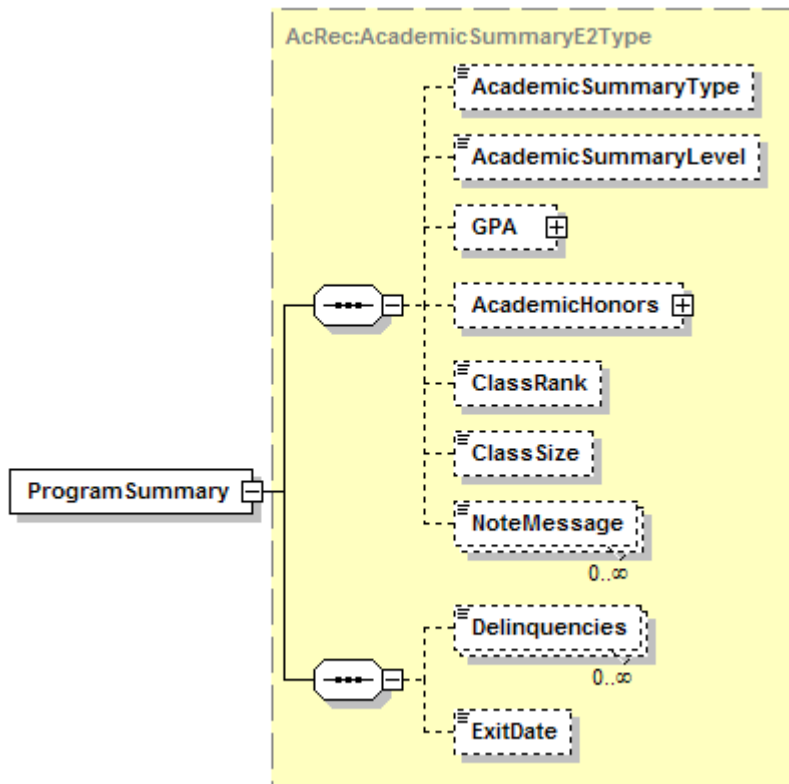 AcRec:AcademicSummaryE2Type
AcademicSummaryType
AcademicSummaryLevel
GPA
AcademicHonors
ClassRank
ClassSize
ProgramSummary
NoteMessage
0..∞
Delinquencies
0..∞
ExitDate